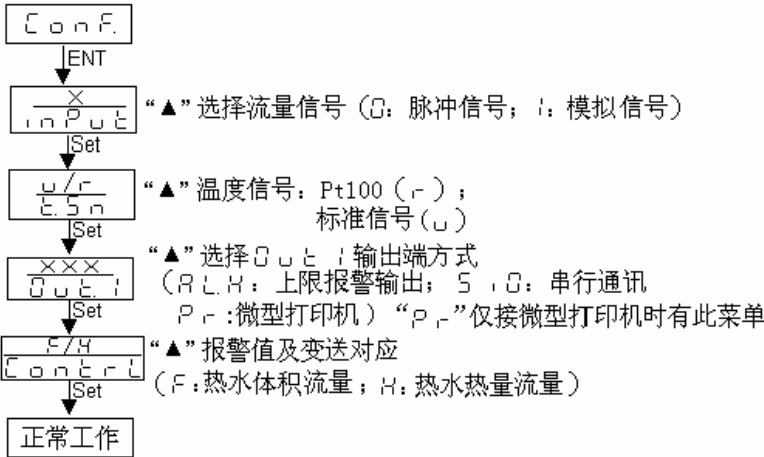 ConF.
ENT
X
inPut
“▲”选择流量信号（0：脉冲信号；1：模拟信号）
Set
u/r
t.Sn
“▲”温度信号：Pt100（r）；
标准信号(u)
Set
XXX
Out.1
“▲”选择Out1输出端方式
（AL.H：上限报警输出；SiO：串行通讯
Pr:微型打印机）“Pr”仅接微型打印机时有此菜单
Set
F/H
ContrL
“▲”报警值及变送对应
（F:热水体积流量；H:热水热量流量）
Set
正常工作